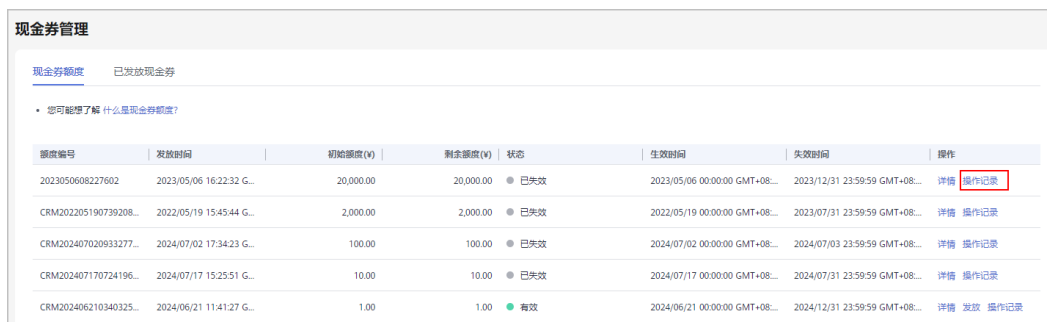 现金券管理
现金券额度 已发放现金券
• 您可能想了解 什么是现金券额度?
额度编号 发放时间 初始额度(¥) 剩余额度(¥) 状态 生效时间 失效时间 操作
2023050608227602 2023/05/06 16:22:32 G... 20,000.00 20,000.00 已失效 2023/05/06 00:00:00 GMT+08:... 2023/12/31 23:59:59 GMT+08:... 详情 操作记录
CRM202205190739208... 2022/05/19 15:45:44 G... 2,000.00 2,000.00 已失效 2022/05/19 00:00:00 GMT+08:... 2023/07/31 23:59:59 GMT+08:... 详情 操作记录
CRM202407020933277... 2024/07/02 17:34:23 G... 100.00 100.00 已失效 2024/07/02 00:00:00 GMT+08:... 2024/07/03 23:59:59 GMT+08:... 详情 操作记录
CRM202407170724196... 2024/07/17 15:25:51 G... 10.00 10.00 已失效 2024/07/17 00:00:00 GMT+08:... 2024/07/31 23:59:59 GMT+08:... 详情 操作记录
CRM202406210340325... 2024/06/21 11:41:27 G... 1.00 1.00 有效 2024/06/21 00:00:00 GMT+08:... 2024/12/31 23:59:59 GMT+08:... 详情 发放 操作记录